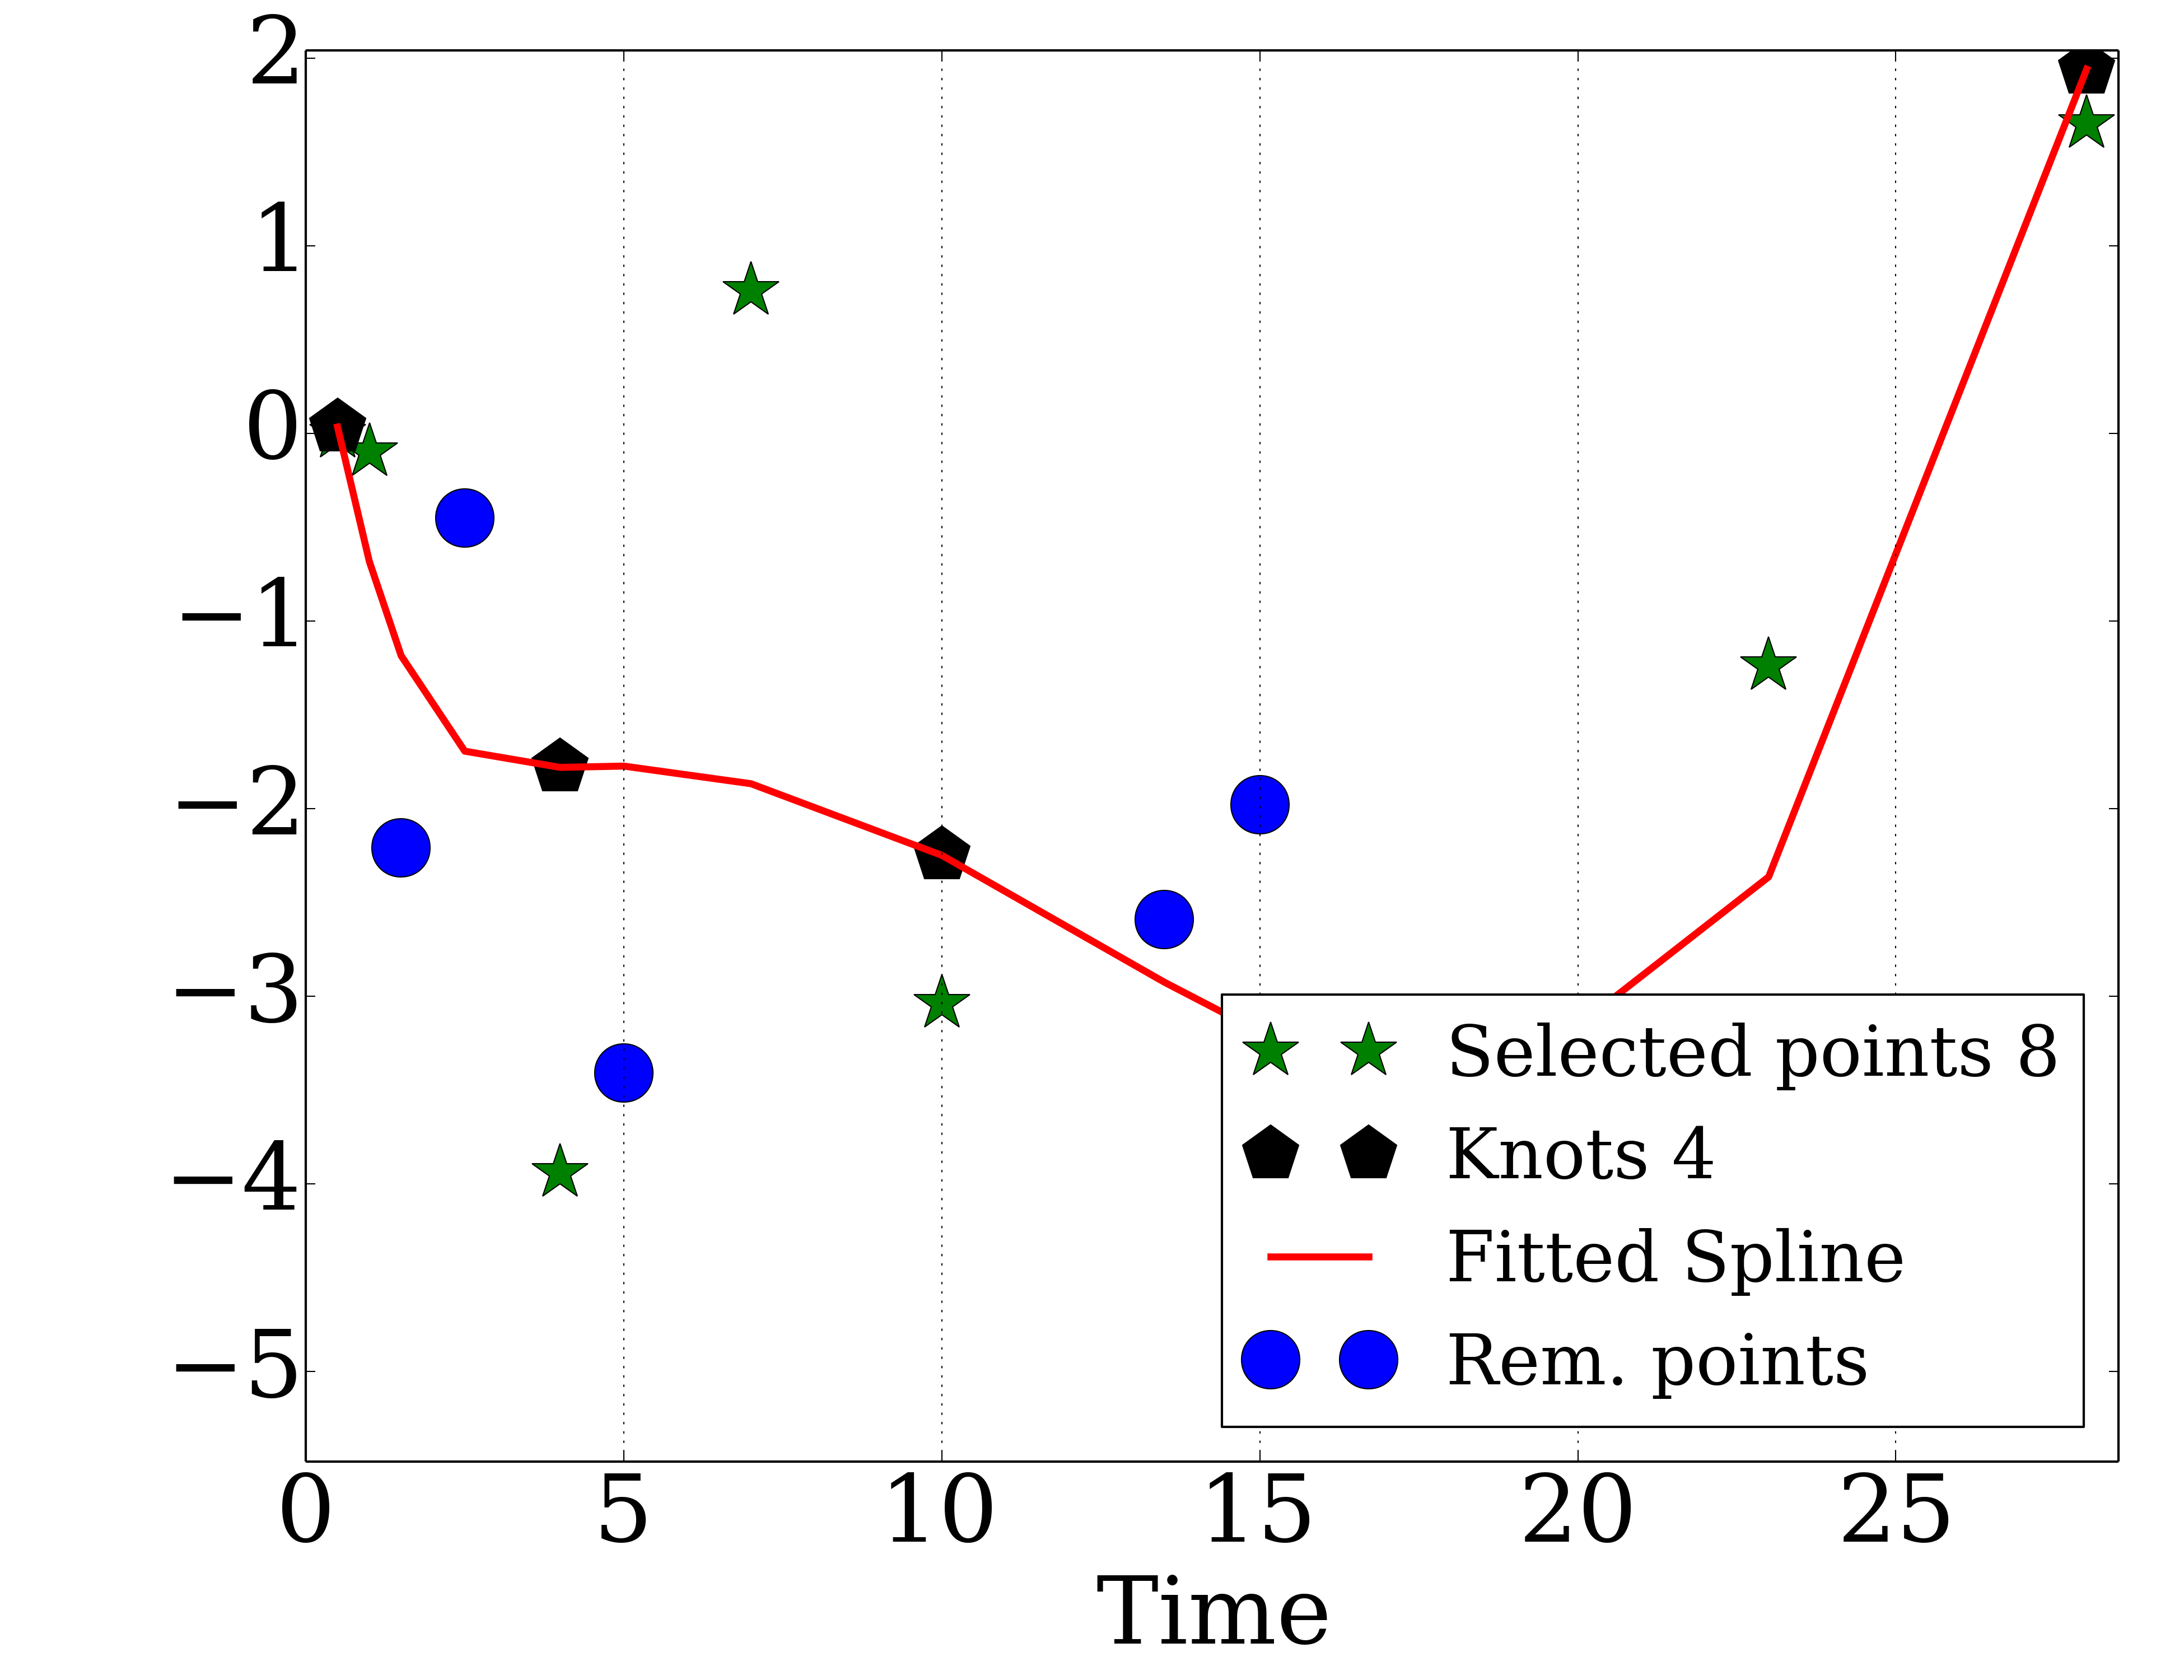 2
1
0
−1
−2
−3
−4
−5
Selected points 8
Knots 4
Fitted Spline
Rem. points
0 5 10 15 20 25
Time